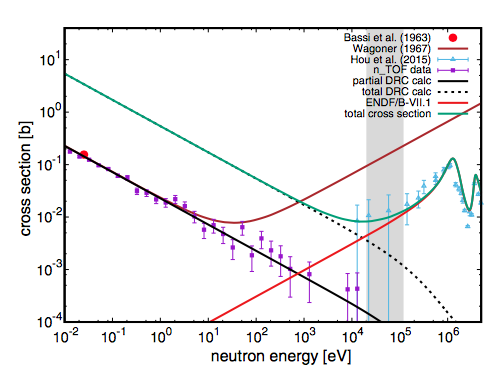 Bassi et al. (1963)
Wagoner (1967)
Hou et al. (2015)
n_TOF data
partial DRC calc
total DRC calc
ENDF/B-VII.1
total cross section
cross section [b]
10^1
10^0
10^-1
10^-2
10^-3
10^-4
10^-2 10^-1 10^0 10^1 10^2 10^3 10^4 10^5 10^6
neutron energy [eV]